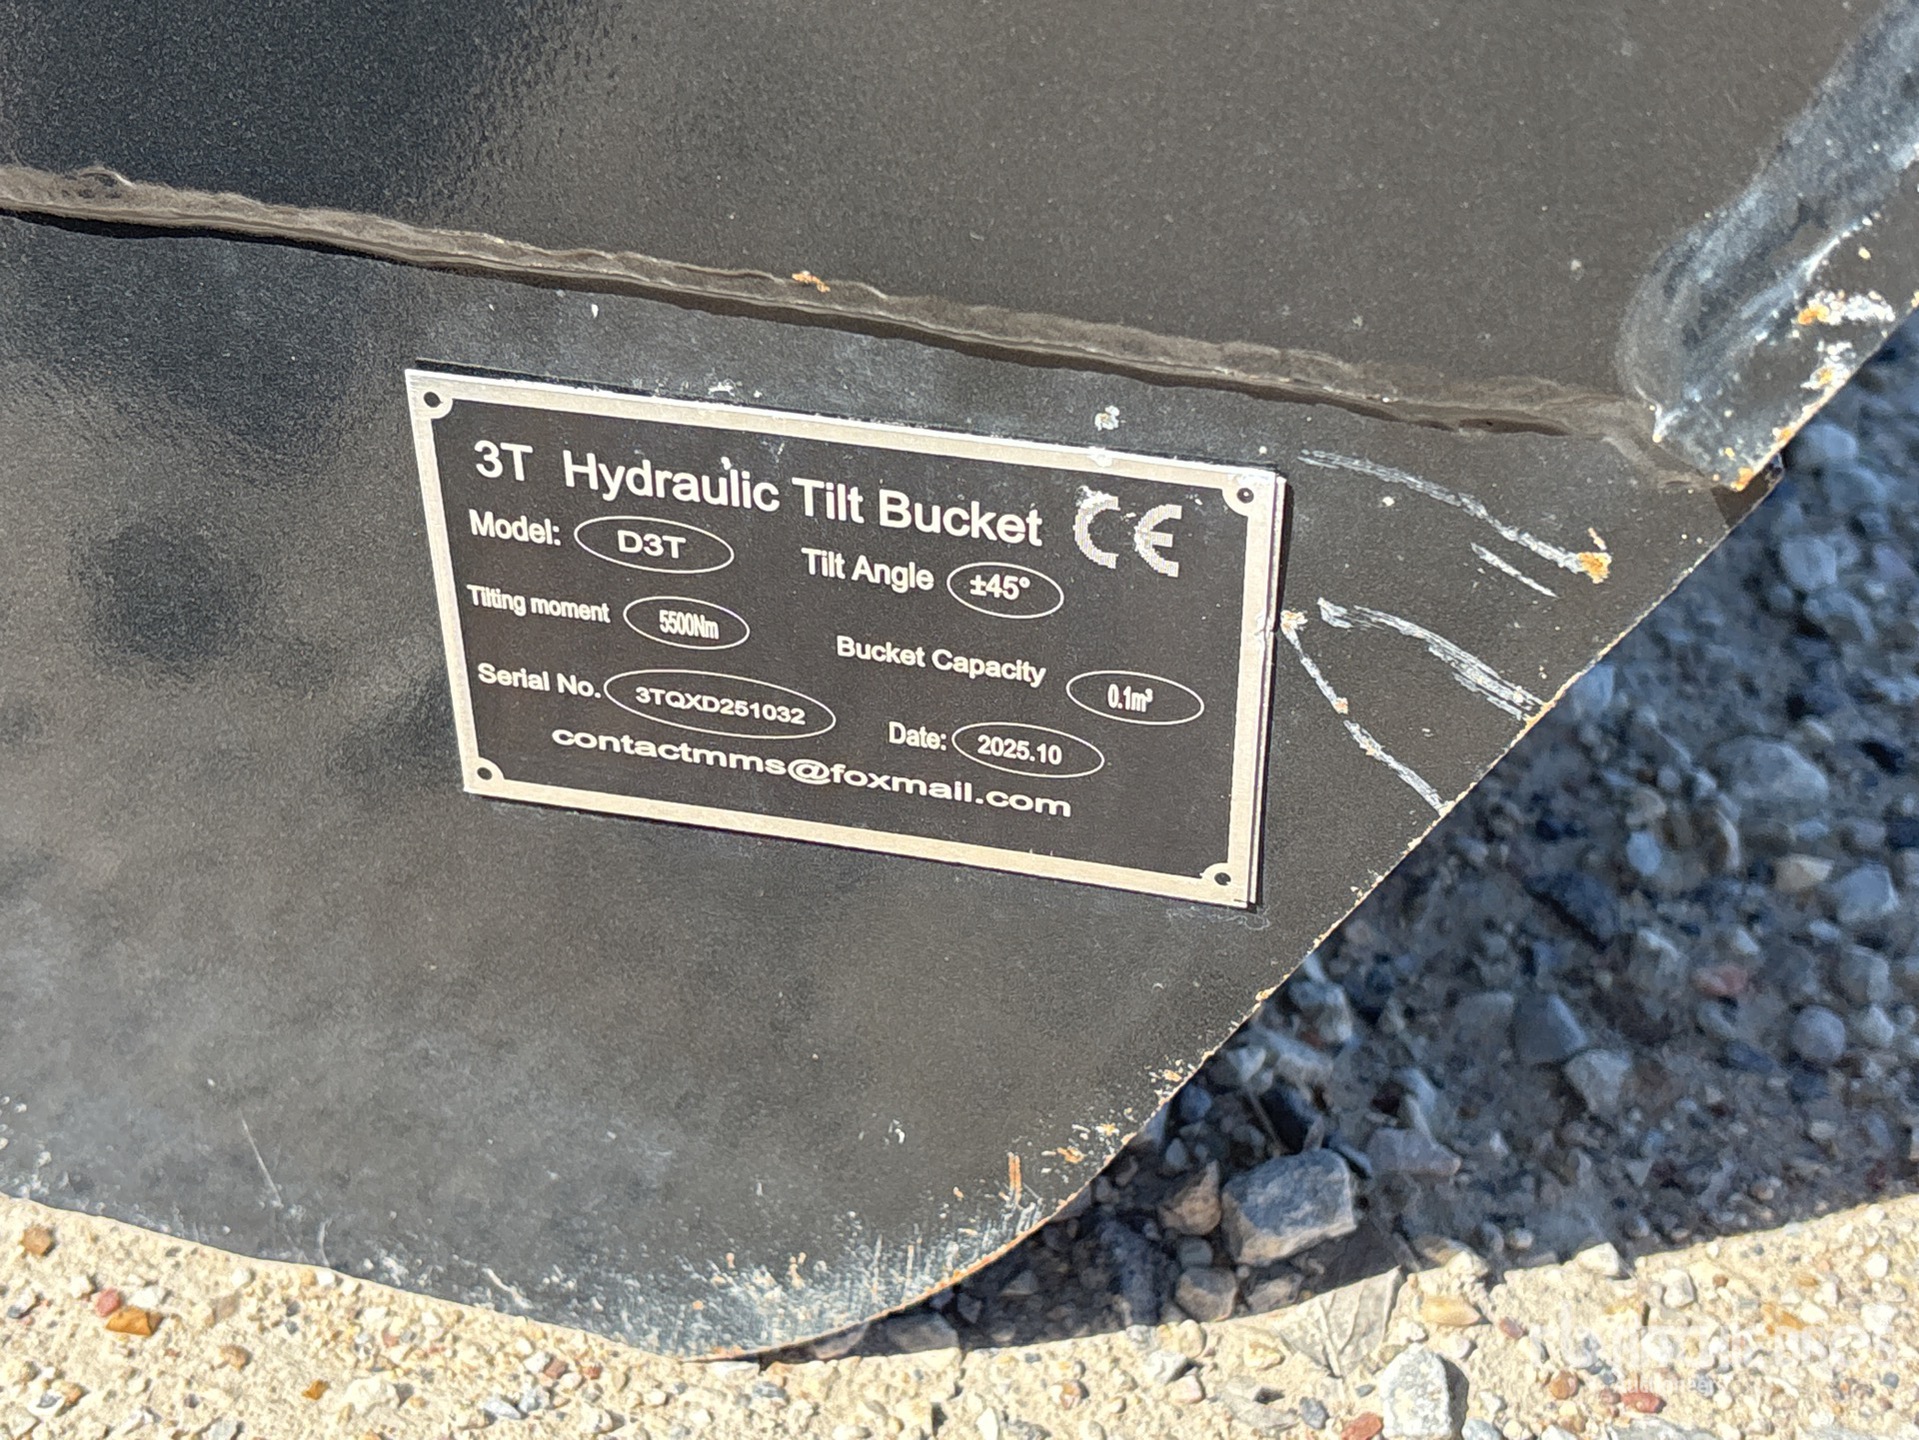 3T Hydraulic Tilt Bucket CE
Model: D3T Tilt Angle ±45°
Tilting moment 5500Nm Bucket Capacity 0.1m³
Serial No. 3TQXD251032 Date: 2025.10
contactmms@foxmail.com